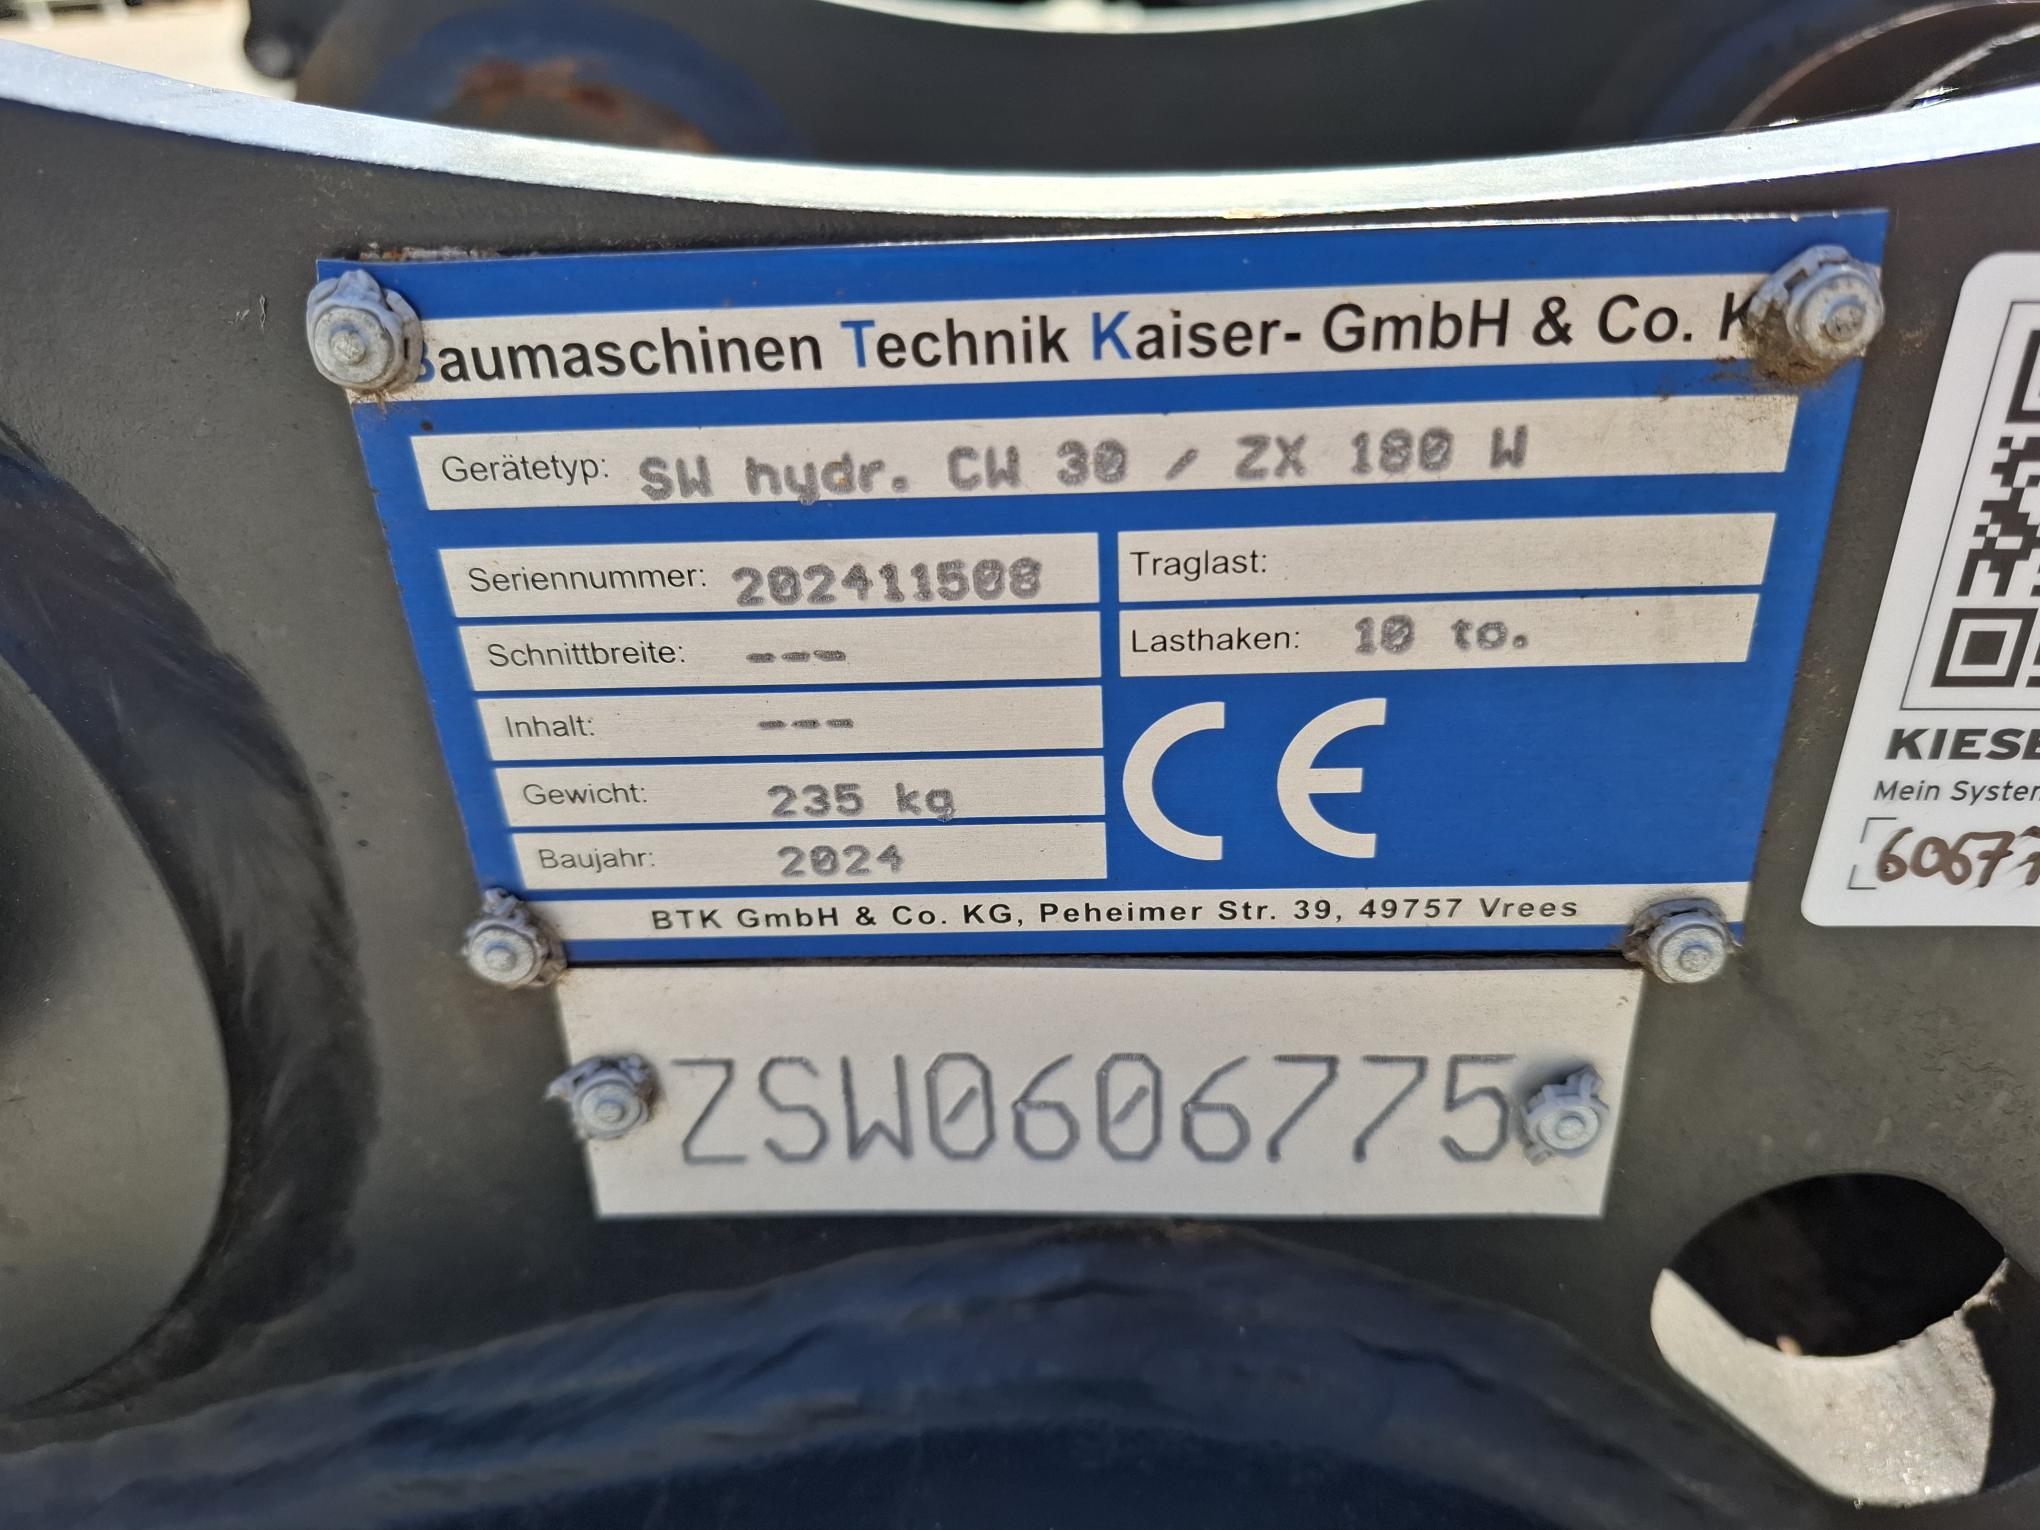 Baumaschinen Technik Kaiser- GmbH & Co. K
Gerätetyp: SW hydr. CW 30 / ZX 180 W
Seriennummer: 202411508
Traglast:
Schnittbreite: ---
Lasthaken: 10 to.
Inhalt: ---
Gewicht: 235 kg
Baujahr: 2024
CE
BTK GmbH & Co. KG, Peheimer Str. 39, 49757 Vrees
ZSW0606775
KIESE
Mein System
60677